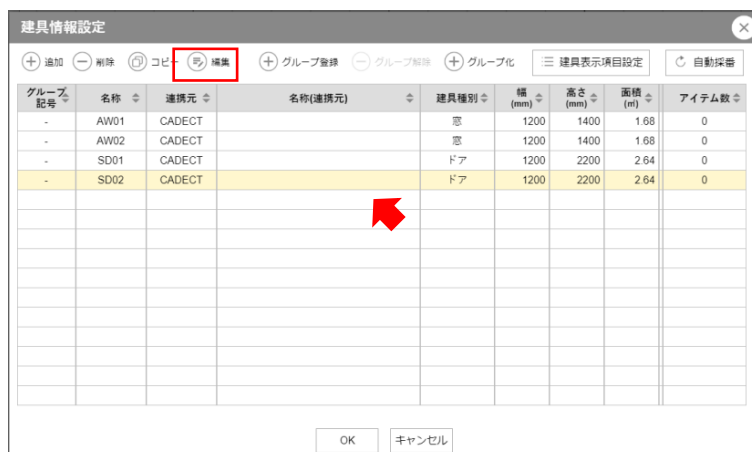 建具情報設定
追加 削除 コピー 編集 グループ登録 グループ解除 グループ化 建具表示項目設定 自動採番
グループ記号 名称 連携元 名称(連携元) 建具種別 幅(mm) 高さ(mm) 面積(㎡) アイテム数
- AW01 CADECT 窓 1200 1400 1.68 0
- AW02 CADECT 窓 1200 1400 1.68 0
- SD01 CADECT ドア 1200 2200 2.64 0
- SD02 CADECT ドア 1200 2200 2.64 0
OK キャンセル